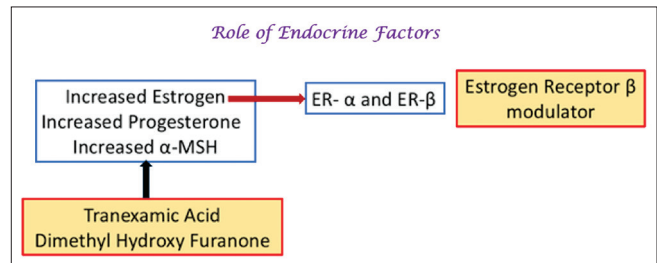 Role of Endocrine Factors
Increased Estrogen
Increased Progesterone
Increased α-MSH
ER- α and ER-β
Estrogen Receptor β
modulator
Tranexamic Acid
Dimethyl Hydroxy Furanone